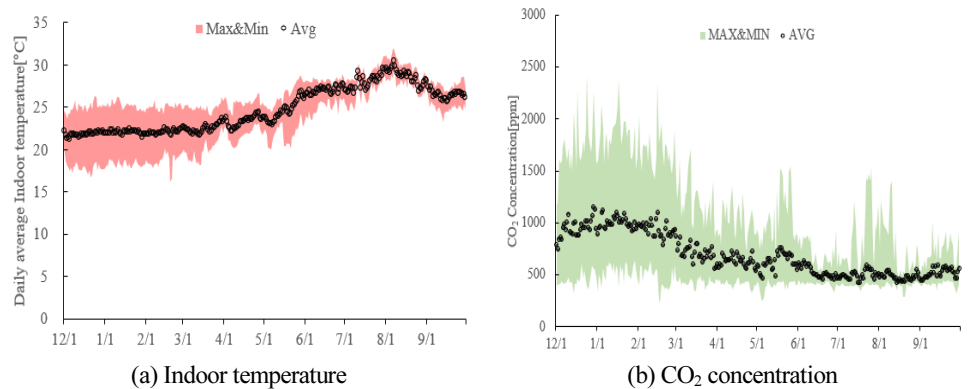 Daily average Indoor temperature[°C]
35
30
25
20
15
10
5
0
Max&Min Avg
12/1 1/1 2/1 3/1 4/1 5/1 6/1 7/1 8/1 9/1
(a) Indoor temperature
CO₂ Concentration[ppm]
3000
2500
2000
1500
1000
500
0
MAX&MIN AVG
12/1 1/1 2/1 3/1 4/1 5/1 6/1 7/1 8/1 9/1
(b) CO₂ concentration